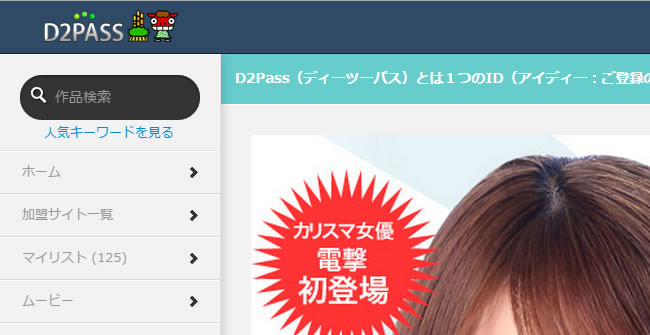 D2PASS
作品検索
人気キーワードを見る
ホーム
加盟サイト一覧
マイリスト (125)
ムービー
D2Pass（ディーツーパス）とは１つのID（アイディー：ご登録の
カリスマ女優
電撃
初登場